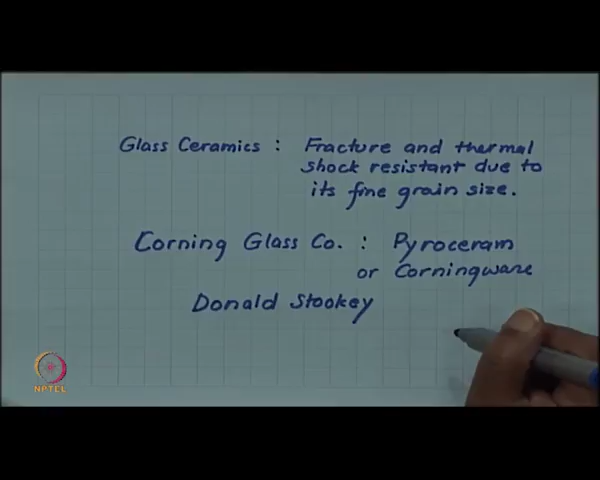 Glass Ceramics : Fracture and thermal
shock resistant due to
its fine grain size.
Corning Glass Co. : Pyroceram
or Corningware
Donald Stookey
NPTEL